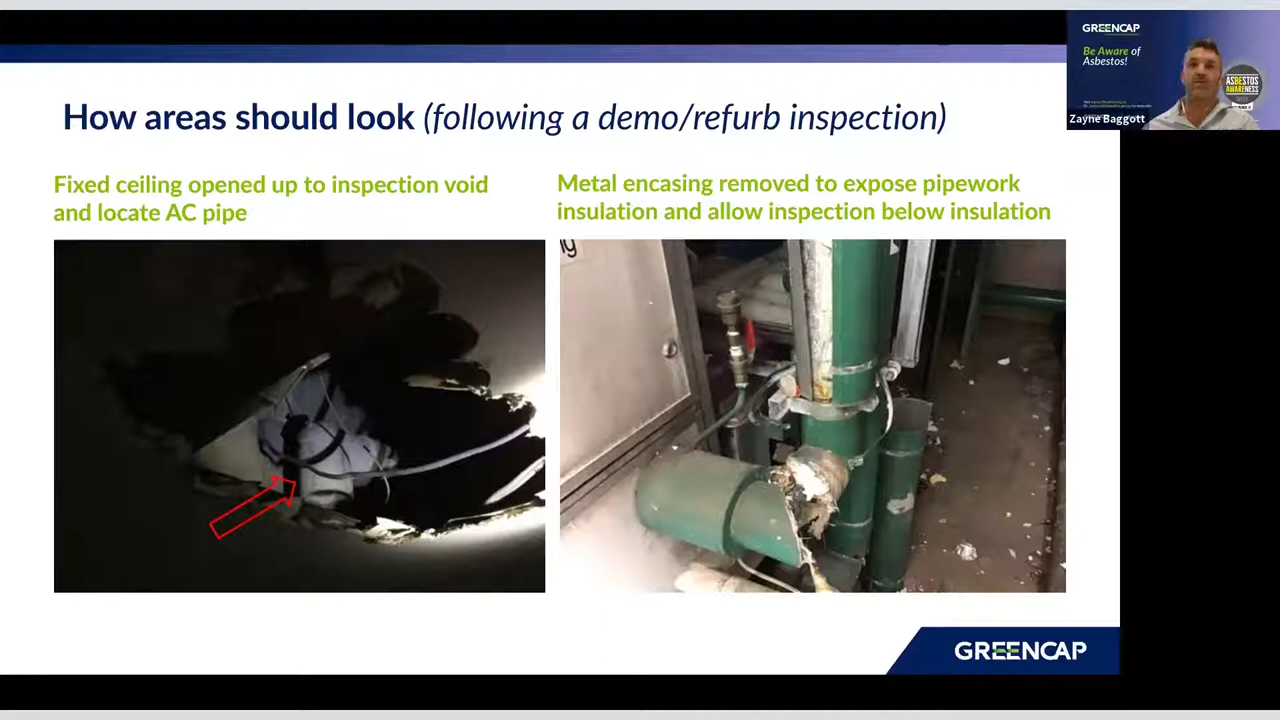 GREENCAP
Be Aware of
Asbestos!
ASBESTOS
AWARENESS
Zayne Baggott
How areas should look (following a demo/refurb inspection)
Fixed ceiling opened up to inspection void
and locate AC pipe
Metal encasing removed to expose pipework
insulation and allow inspection below insulation
GREENCAP